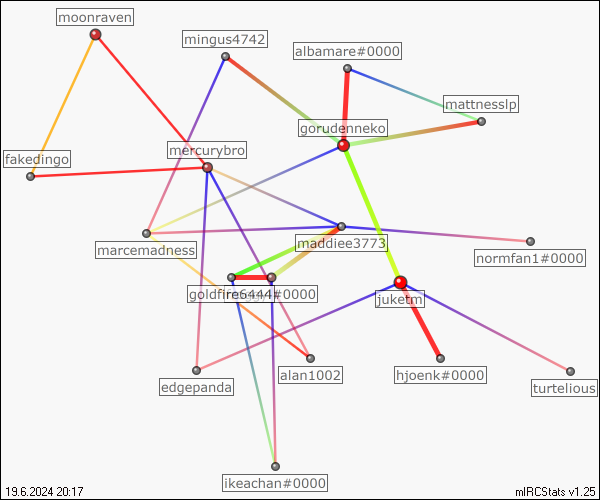 moonraven
mingus4742
albamare#0000
mattnesslp
gorudenneko
mercurybro
fakedingo
marcemadness
maddiee3773
normfan1#0000
goldfire6444#0000
juketm
edgepanda
alan1002
hjoenk#0000
turtelious
ikeachan#0000
19.6.2024 20:17
mIRCStats v1.25